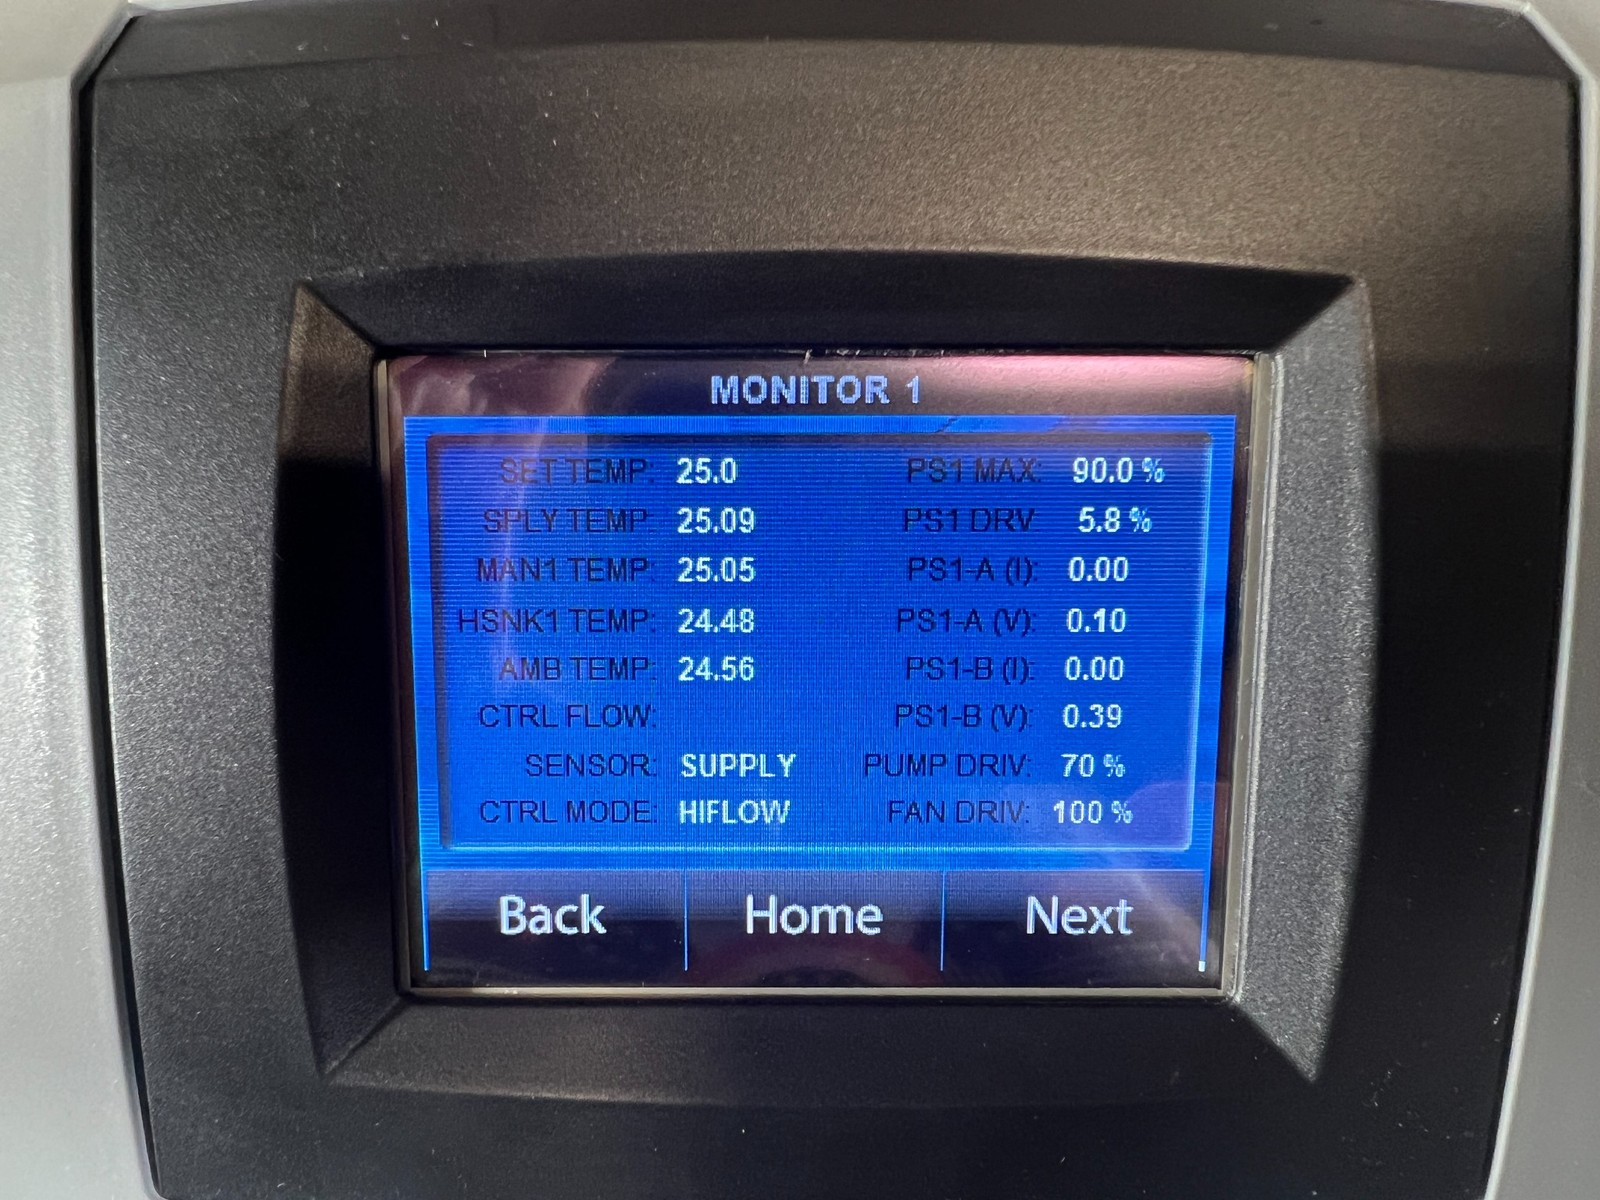 MONITOR 1
SET TEMP: 25.0 PS1 MAX: 90.0 %
SPLY TEMP: 25.09 PS1 DRV: 5.8 %
MAN1 TEMP: 25.05 PS1-A (I): 0.00
HSNK1 TEMP: 24.48 PS1-A (V): 0.10
AMB TEMP: 24.56 PS1-B (I): 0.00
CTRL FLOW: PS1-B (V): 0.39
SENSOR: SUPPLY PUMP DRIV: 70 %
CTRL MODE: HIFLOW FAN DRIV: 100 %
Back Home Next